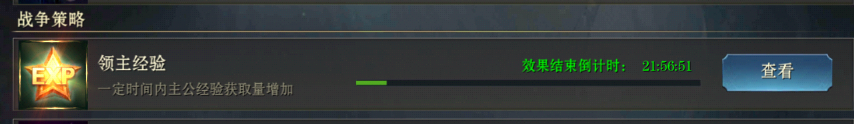 战争策略
EXP
领主经验
效果结束倒计时： 21:56:51
查看
一定时间内主公经验获取量增加